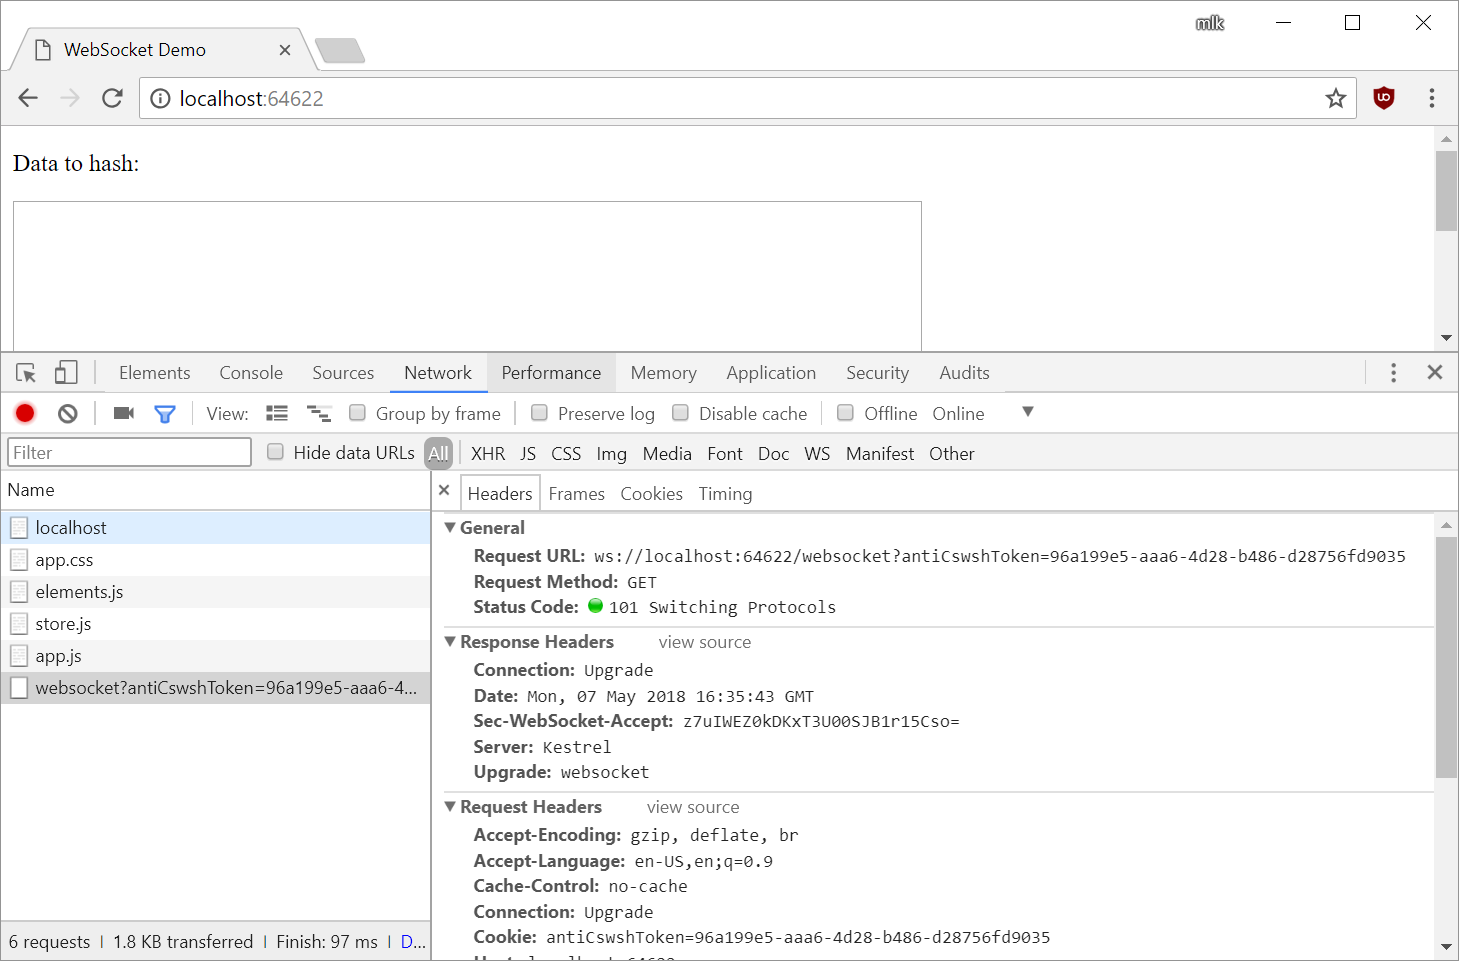 mlk
WebSocket Demo
localhost:64622
Data to hash:
Elements Console Sources Network Performance Memory Application Security Audits
View: Group by frame Preserve log Disable cache Offline Online
Filter Hide data URLs All XHR JS CSS Img Media Font Doc WS Manifest Other
Name
Headers Frames Cookies Timing
localhost
app.css
elements.js
store.js
app.js
websocket?antiCswshToken=96a199e5-aaa6-4...
General
Request URL: ws://localhost:64622/websocket?antiCswshToken=96a199e5-aaa6-4d28-b486-d28756fd9035
Request Method: GET
Status Code: 101 Switching Protocols
Response Headers view source
Connection: Upgrade
Date: Mon, 07 May 2018 16:35:43 GMT
Sec-WebSocket-Accept: z7uIWEZ0kDKxT3U00SJB1r15Cso=
Server: Kestrel
Upgrade: websocket
Request Headers view source
Accept-Encoding: gzip, deflate, br
Accept-Language: en-US,en;q=0.9
Cache-Control: no-cache
Connection: Upgrade
Cookie: antiCswshToken=96a199e5-aaa6-4d28-b486-d28756fd9035
6 requests | 1.8 KB transferred | Finish: 97 ms | D...